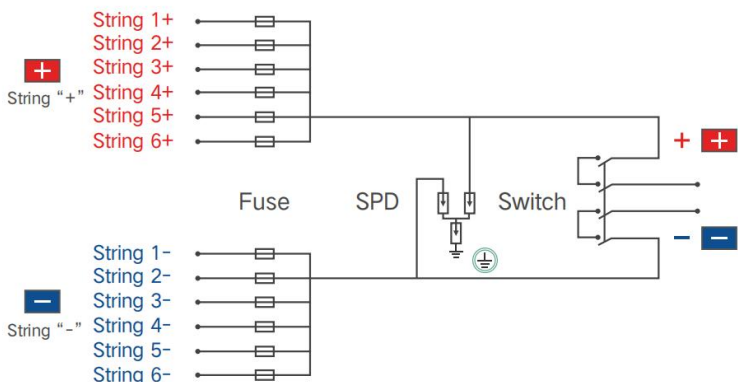 String 1+
String 2+
String 3+
String 4+
String 5+
String 6+
+
String “+”
+ +
Fuse
SPD
Switch
String 1-
String 2-
String 3-
String 4-
String 5-
String 6-
−
String “-”
− −